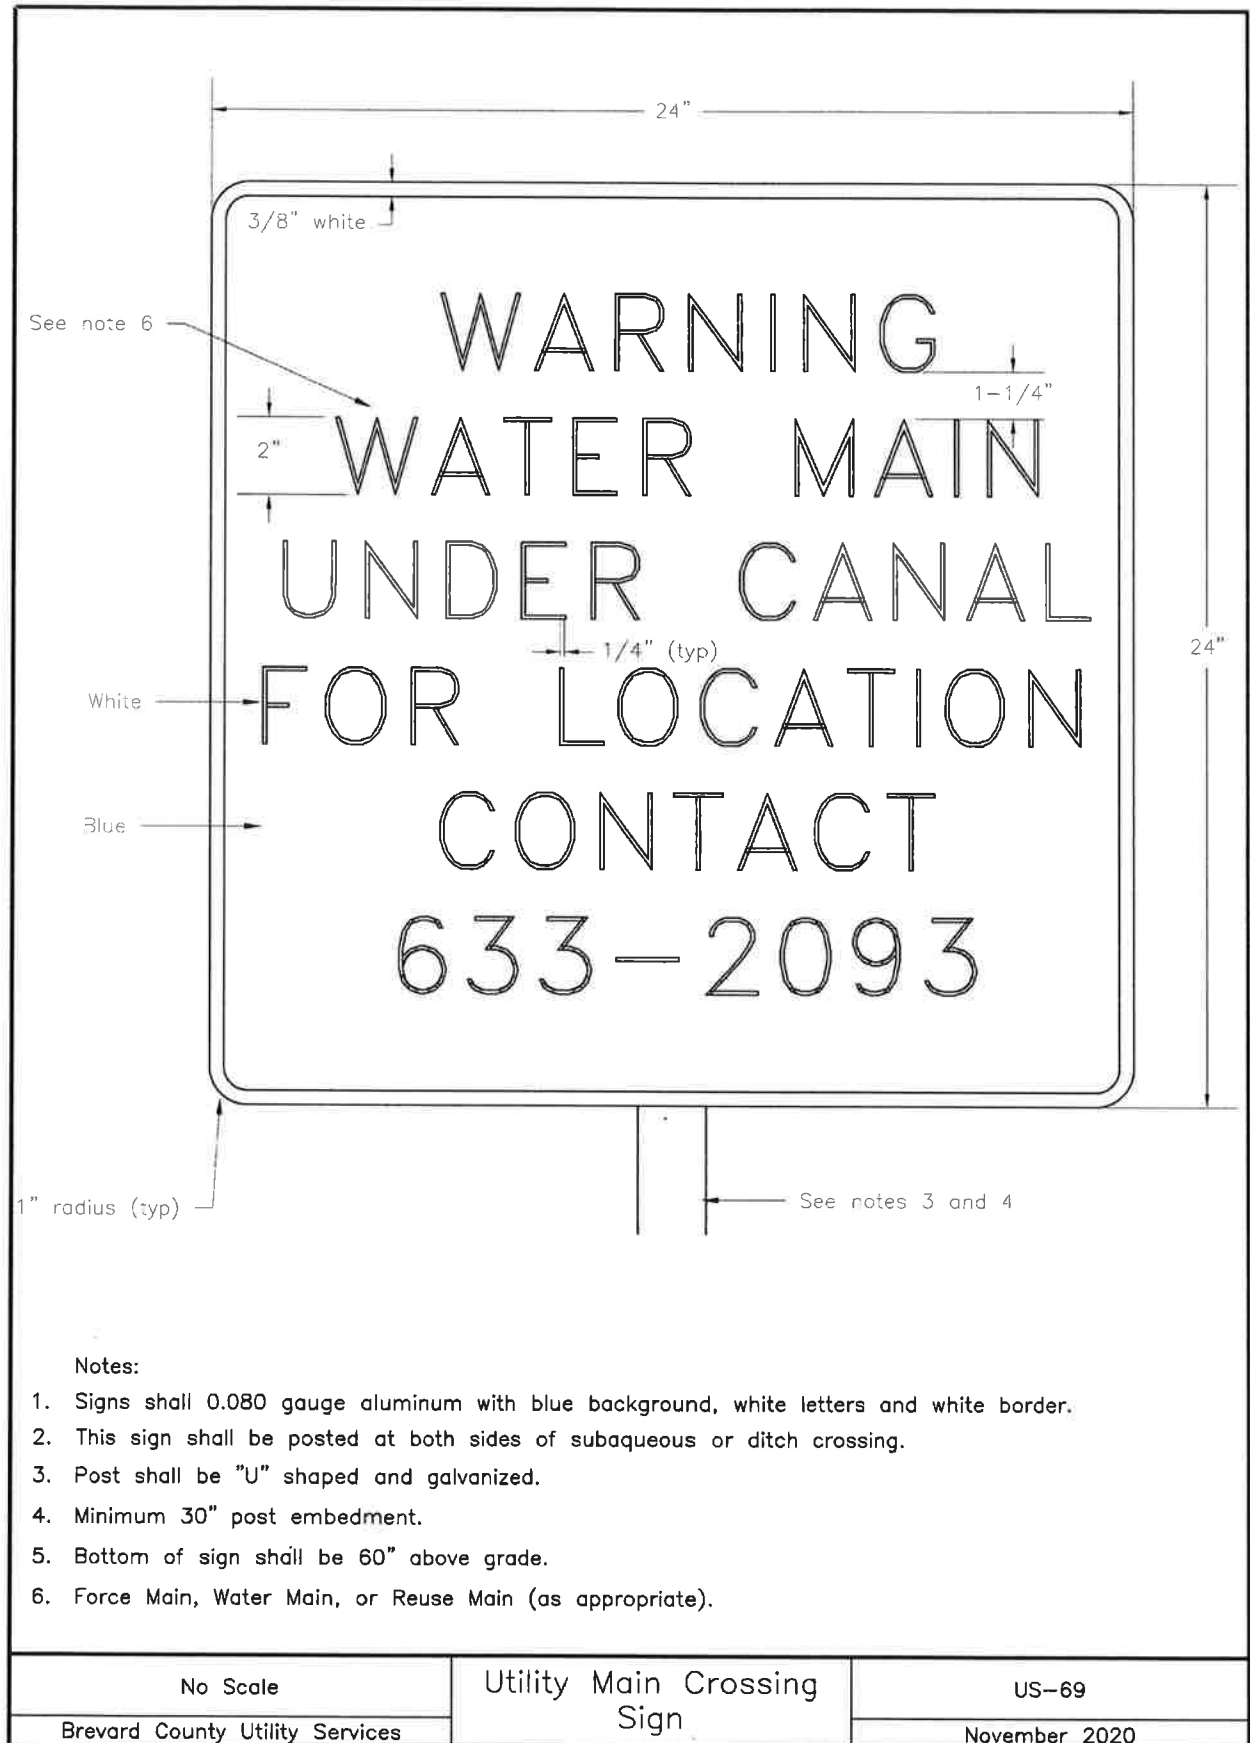 24"
3/8" white
See note 6
WARNING
1-1/4"
2"
WATER MAIN
UNDER CANAL
1/4" (typ)
24"
White
FOR LOCATION
Blue
CONTACT
633-2093
1" radius (typ)
See notes 3 and 4
Notes:
1. Signs shall 0.080 gauge aluminum with blue background, white letters and white border.
2. This sign shall be posted at both sides of subaqueous or ditch crossing.
3. Post shall be "U" shaped and galvanized.
4. Minimum 30" post embedment.
5. Bottom of sign shall be 60" above grade.
6. Force Main, Water Main, or Reuse Main (as appropriate).
No Scale
Utility Main Crossing
Sign
US-69
Brevard County Utility Services
November 2020